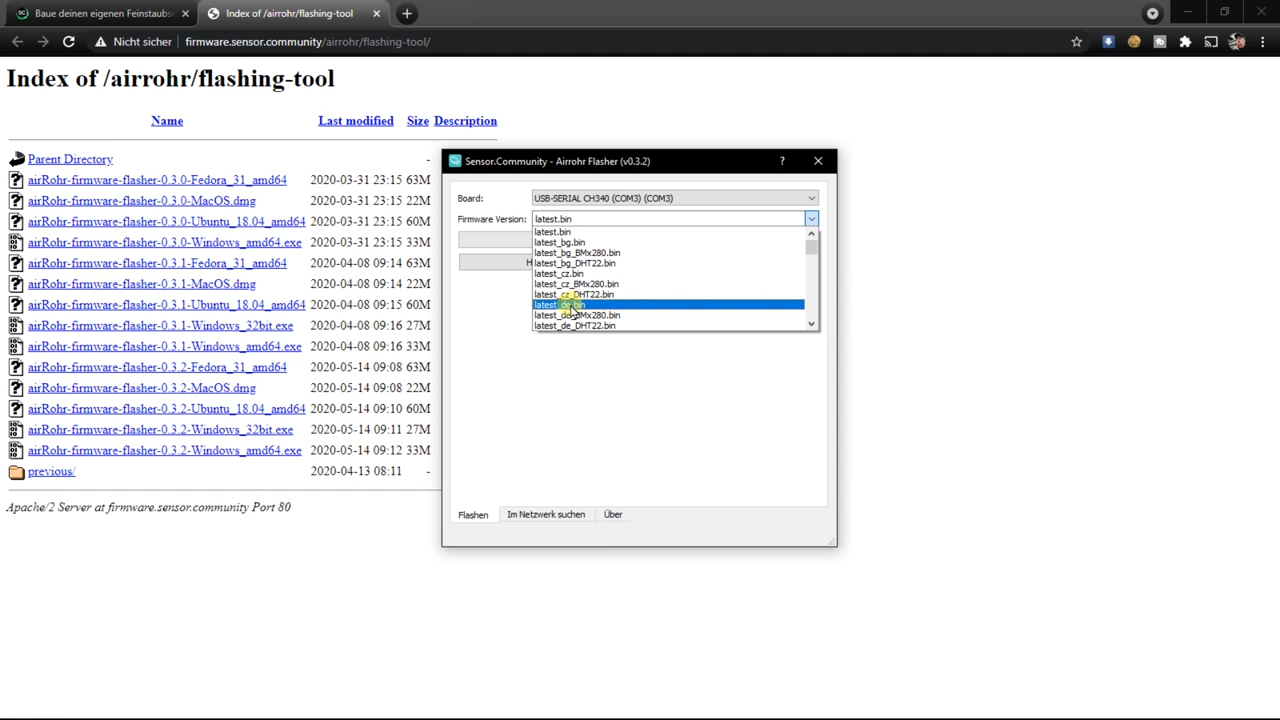 Baue deinen eigenen Feinstaubs
Index of /airrohr/flashing-tool
Nicht sicher
firmware.sensor.community/airrohr/flashing-tool/
Index of /airrohr/flashing-tool
Name Last modified Size Description
Parent Directory -
airRohr-firmware-flasher-0.3.0-Fedora_31_amd64 2020-03-31 23:15 63M
airRohr-firmware-flasher-0.3.0-MacOS.dmg 2020-03-31 23:15 22M
airRohr-firmware-flasher-0.3.0-Ubuntu_18.04_amd64 2020-03-31 23:15 60M
airRohr-firmware-flasher-0.3.0-Windows_amd64.exe 2020-03-31 23:15 33M
airRohr-firmware-flasher-0.3.1-Fedora_31_amd64 2020-04-08 09:14 63M
airRohr-firmware-flasher-0.3.1-MacOS.dmg 2020-04-08 09:14 22M
airRohr-firmware-flasher-0.3.1-Ubuntu_18.04_amd64 2020-04-08 09:15 60M
airRohr-firmware-flasher-0.3.1-Windows_32bit.exe 2020-04-08 09:16 27M
airRohr-firmware-flasher-0.3.1-Windows_amd64.exe 2020-04-08 09:16 33M
airRohr-firmware-flasher-0.3.2-Fedora_31_amd64 2020-05-14 09:08 63M
airRohr-firmware-flasher-0.3.2-MacOS.dmg 2020-05-14 09:08 22M
airRohr-firmware-flasher-0.3.2-Ubuntu_18.04_amd64 2020-05-14 09:10 60M
airRohr-firmware-flasher-0.3.2-Windows_32bit.exe 2020-05-14 09:11 27M
airRohr-firmware-flasher-0.3.2-Windows_amd64.exe 2020-05-14 09:12 33M
previous/ 2020-04-13 08:11 -
Apache/2 Server at firmware.sensor.community Port 80
Sensor.Community - Airrohr Flasher (v0.3.2)
Board: USB-SERIAL CH340 (COM3) (COM3)
Firmware Version: latest.bin
latest.bin
latest_bg.bin
latest_bg_BMx280.bin
latest_bg_DHT22.bin
latest_cz.bin
latest_cz_BMx280.bin
latest_cz_DHT22.bin
latest_de.bin
latest_de_BMx280.bin
latest_de_DHT22.bin
H
Flashen Im Netzwerk suchen Über